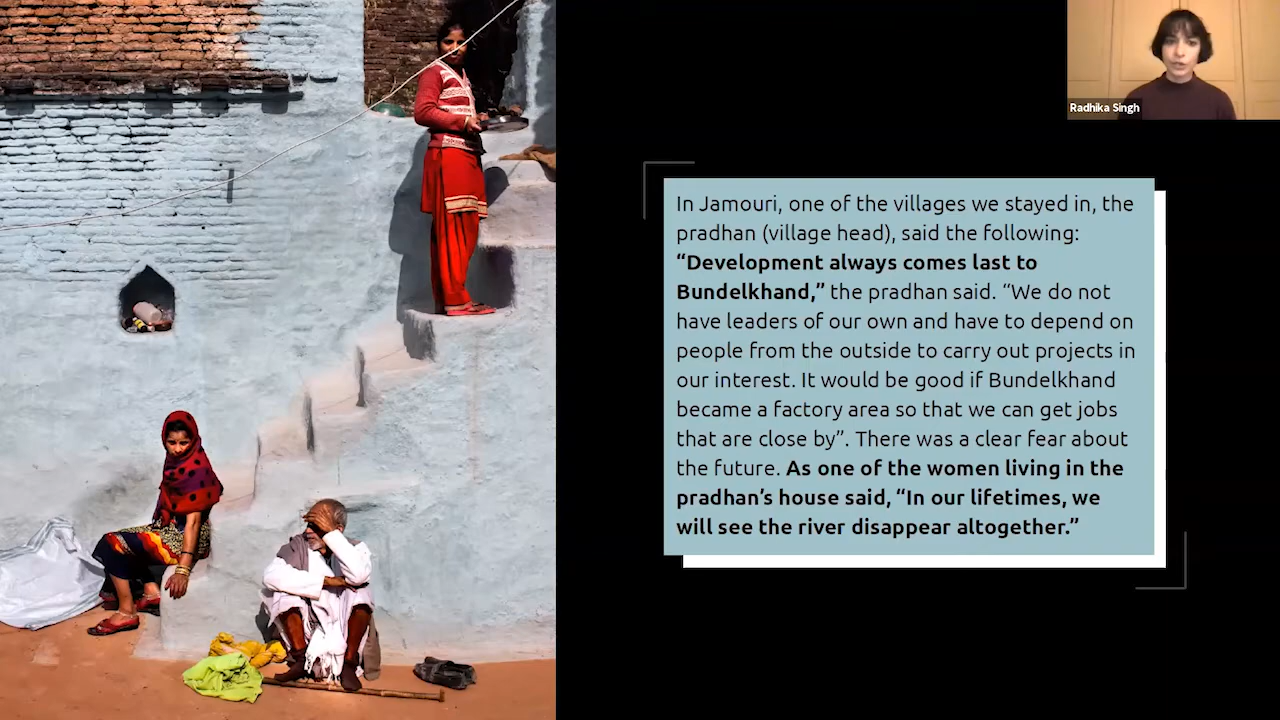 Radhika Singh
In Jamouri, one of the villages we stayed in, the
pradhan (village head), said the following:
“Development always comes last to
Bundelkhand,” the pradhan said. “We do not
have leaders of our own and have to depend on
people from the outside to carry out projects in
our interest. It would be good if Bundelkhand
became a factory area so that we can get jobs
that are close by”. There was a clear fear about
the future. As one of the women living in the
pradhan’s house said, “In our lifetimes, we
will see the river disappear altogether.”